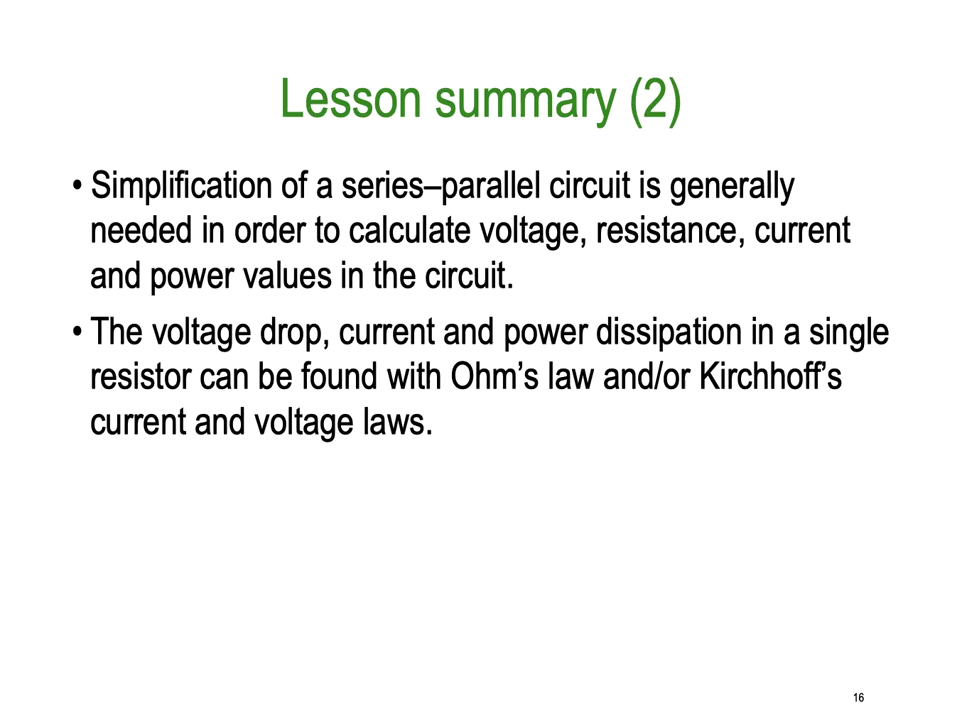 Lesson summary (2)
• Simplification of a series–parallel circuit is generally
needed in order to calculate voltage, resistance, current
and power values in the circuit.
• The voltage drop, current and power dissipation in a single
resistor can be found with Ohm’s law and/or Kirchhoff’s
current and voltage laws.
16